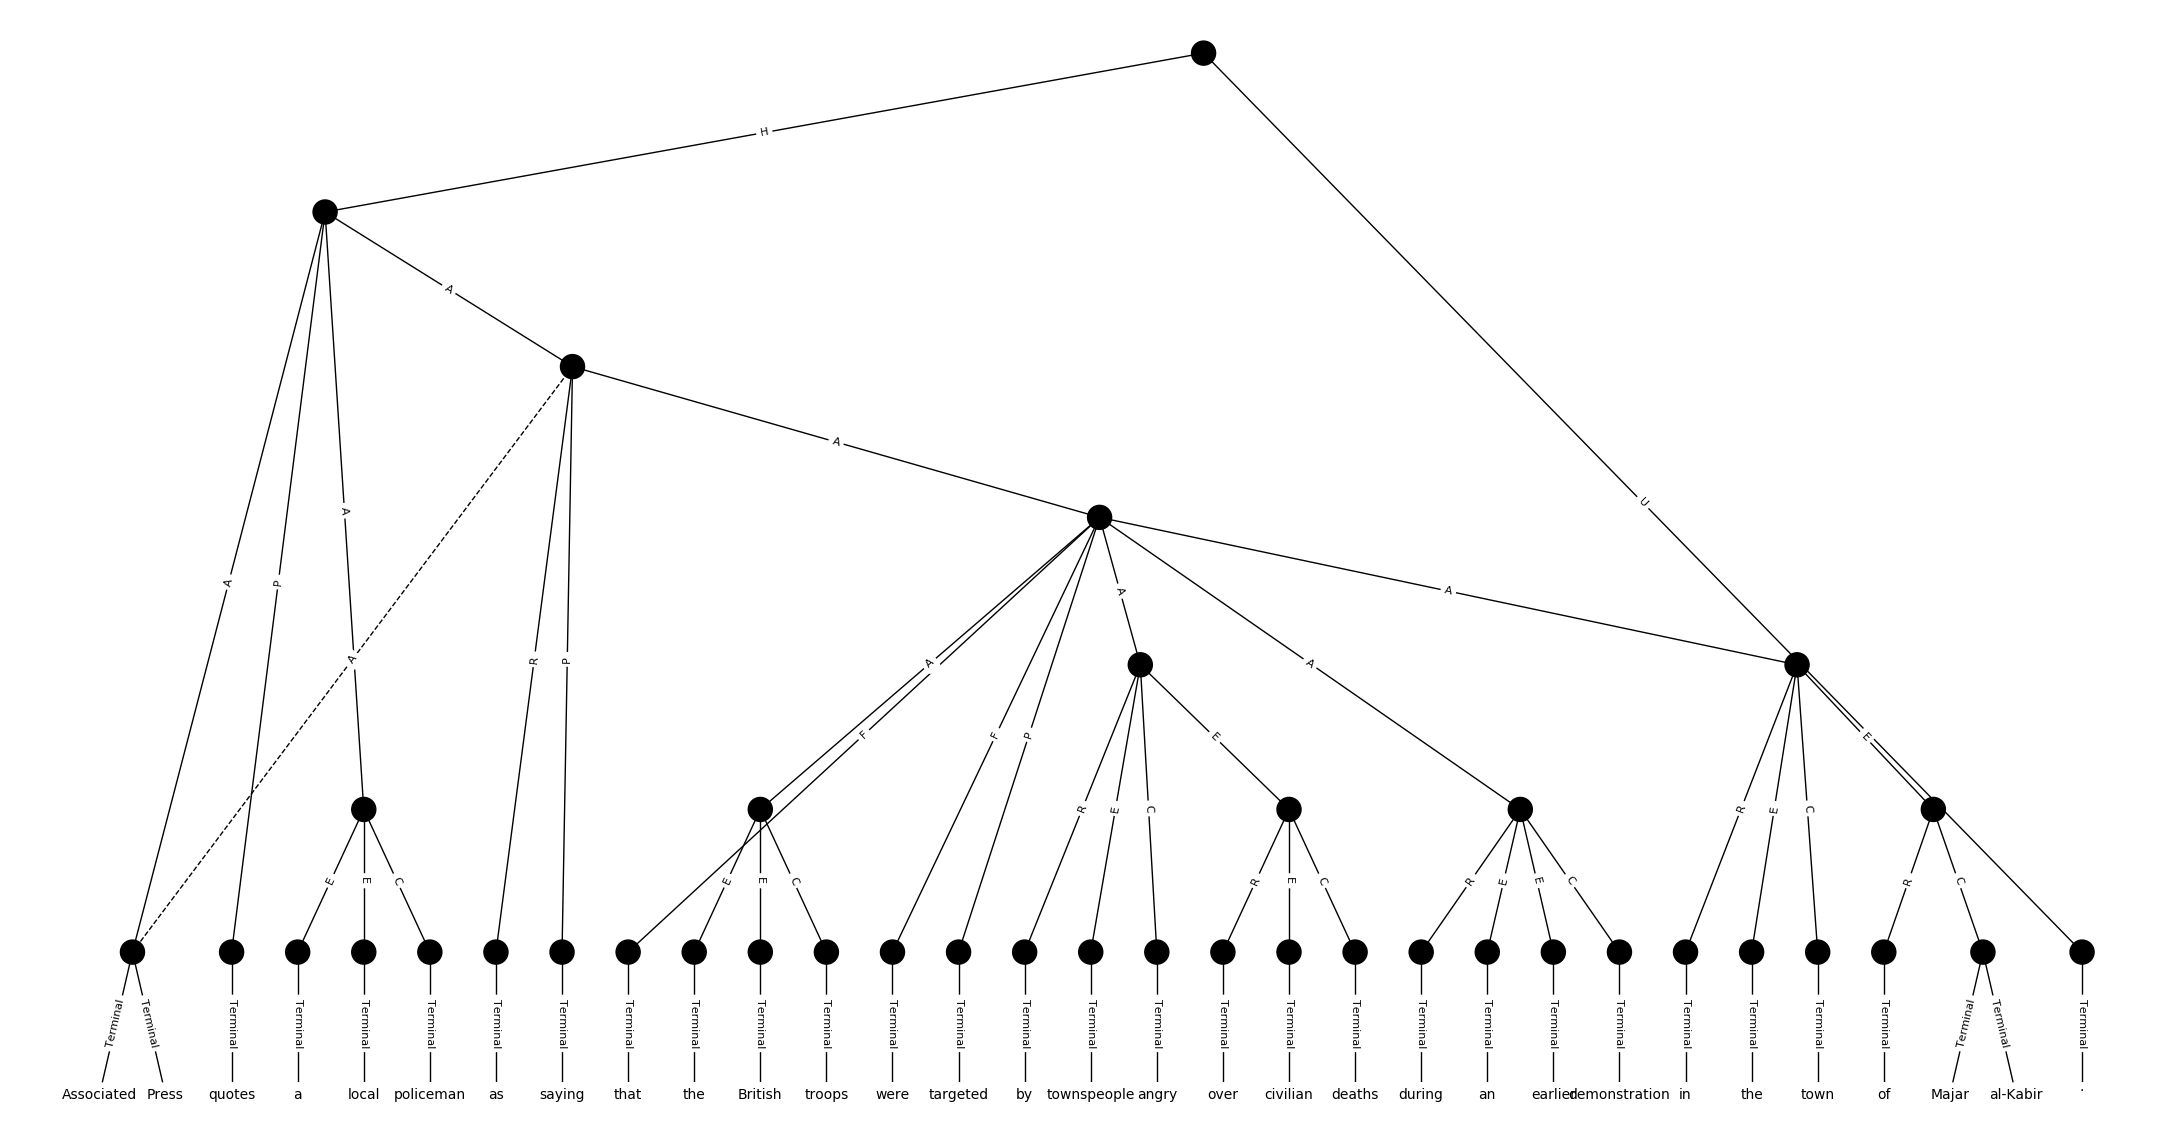 H
A
A
U
A
A
P
A
A
A
R
P
A
A
F
F
P
E
E
R
E
C
R
E
C
E
E
C
E
E
C
R
E
C
R
E
E
C
R
C
Terminal Terminal Terminal Terminal Terminal Terminal Terminal Terminal Terminal Terminal Terminal Terminal Terminal Terminal Terminal Terminal Terminal Terminal Terminal Terminal Terminal Terminal Terminal Terminal Terminal Terminal Terminal Terminal Terminal Terminal Terminal
Associated Press quotes a local policeman as saying that the British troops were targeted by townspeople angry over civilian deaths during an earlier demonstration in the town of Majar al-Kabir .